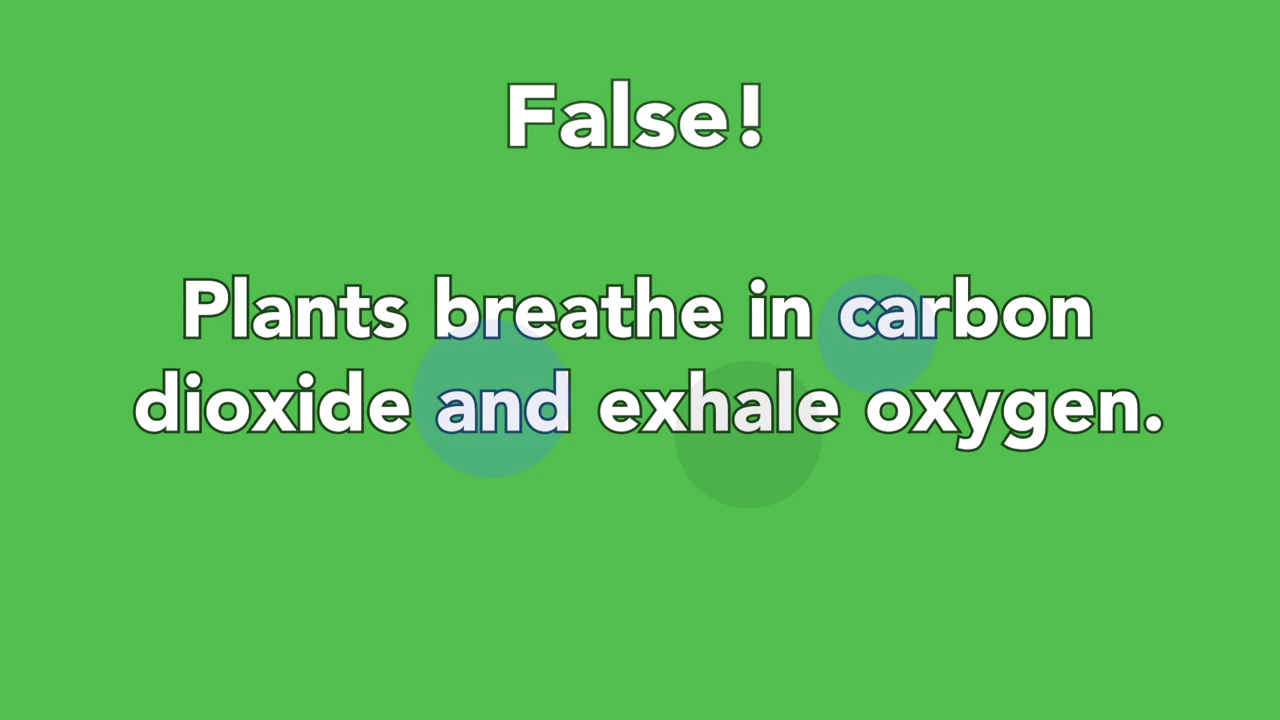 False!
Plants breathe in carbon
dioxide and exhale oxygen.